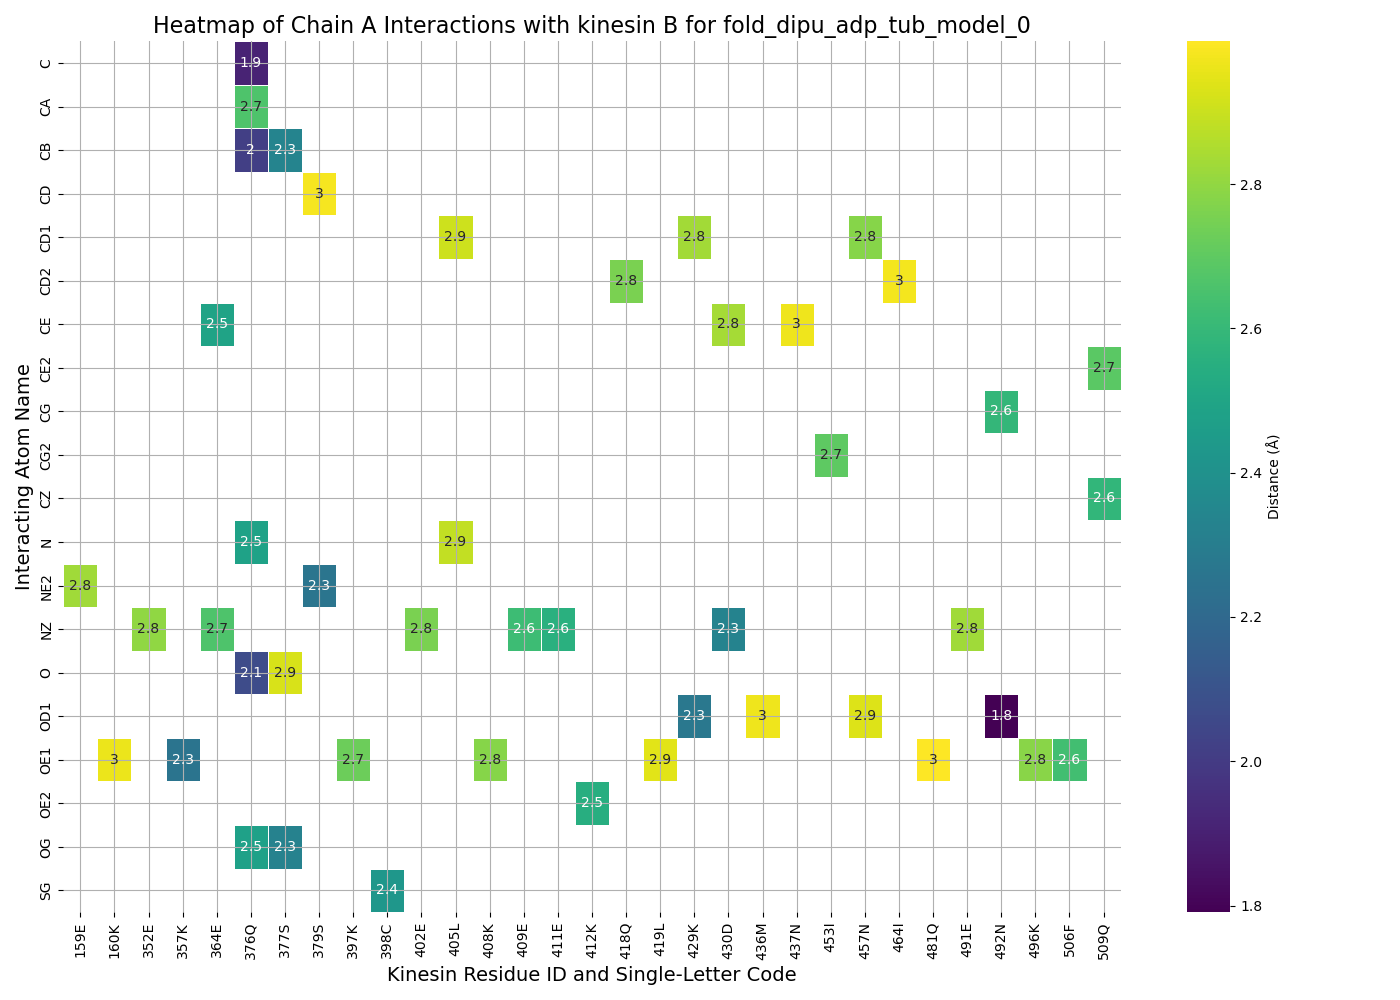 Heatmap of Chain A Interactions with kinesin B for fold_dipu_adp_tub_model_0
Interacting Atom Name
C 1.9
CA 2.7
CB 2 2.3
CD 3
CD1 2.9 2.8 2.8
CD2 2.8 3
CE 2.5 2.8 3
CE2 2.7
CG 2.6
CG2 2.7
CZ 2.6
N 2.5 2.9
NE2 2.8 2.3
NZ 2.8 2.7 2.8 2.6 2.6 2.3 2.8
O 2.1 2.9
OD1 2.3 3 2.9 1.8
OE1 3 2.3 2.7 2.8 2.9 3 2.8 2.6
OE2 2.5
OG 2.5 2.3
SG 2.4
159E 160K 352E 357K 364E 376Q 377S 379S 397K 398C 402E 405L 408K 409E 411E 412K 418Q 419L 429K 430D 436M 437N 453I 457N 464I 481Q 491E 492N 496K 506F 509Q
Kinesin Residue ID and Single-Letter Code
2.8
2.6
2.4
2.2
2.0
1.8
Distance (Å)